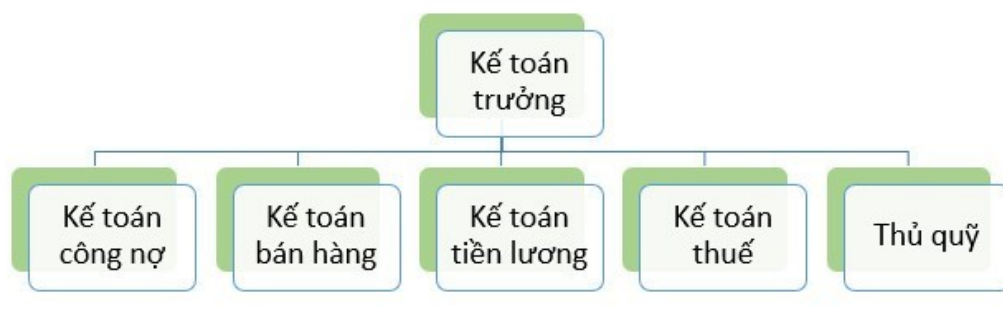 Kế toán
trưởng
Kế toán
công nợ
Kế toán
bán hàng
Kế toán
tiền lương
Kế toán
thuế
Thủ quỹ